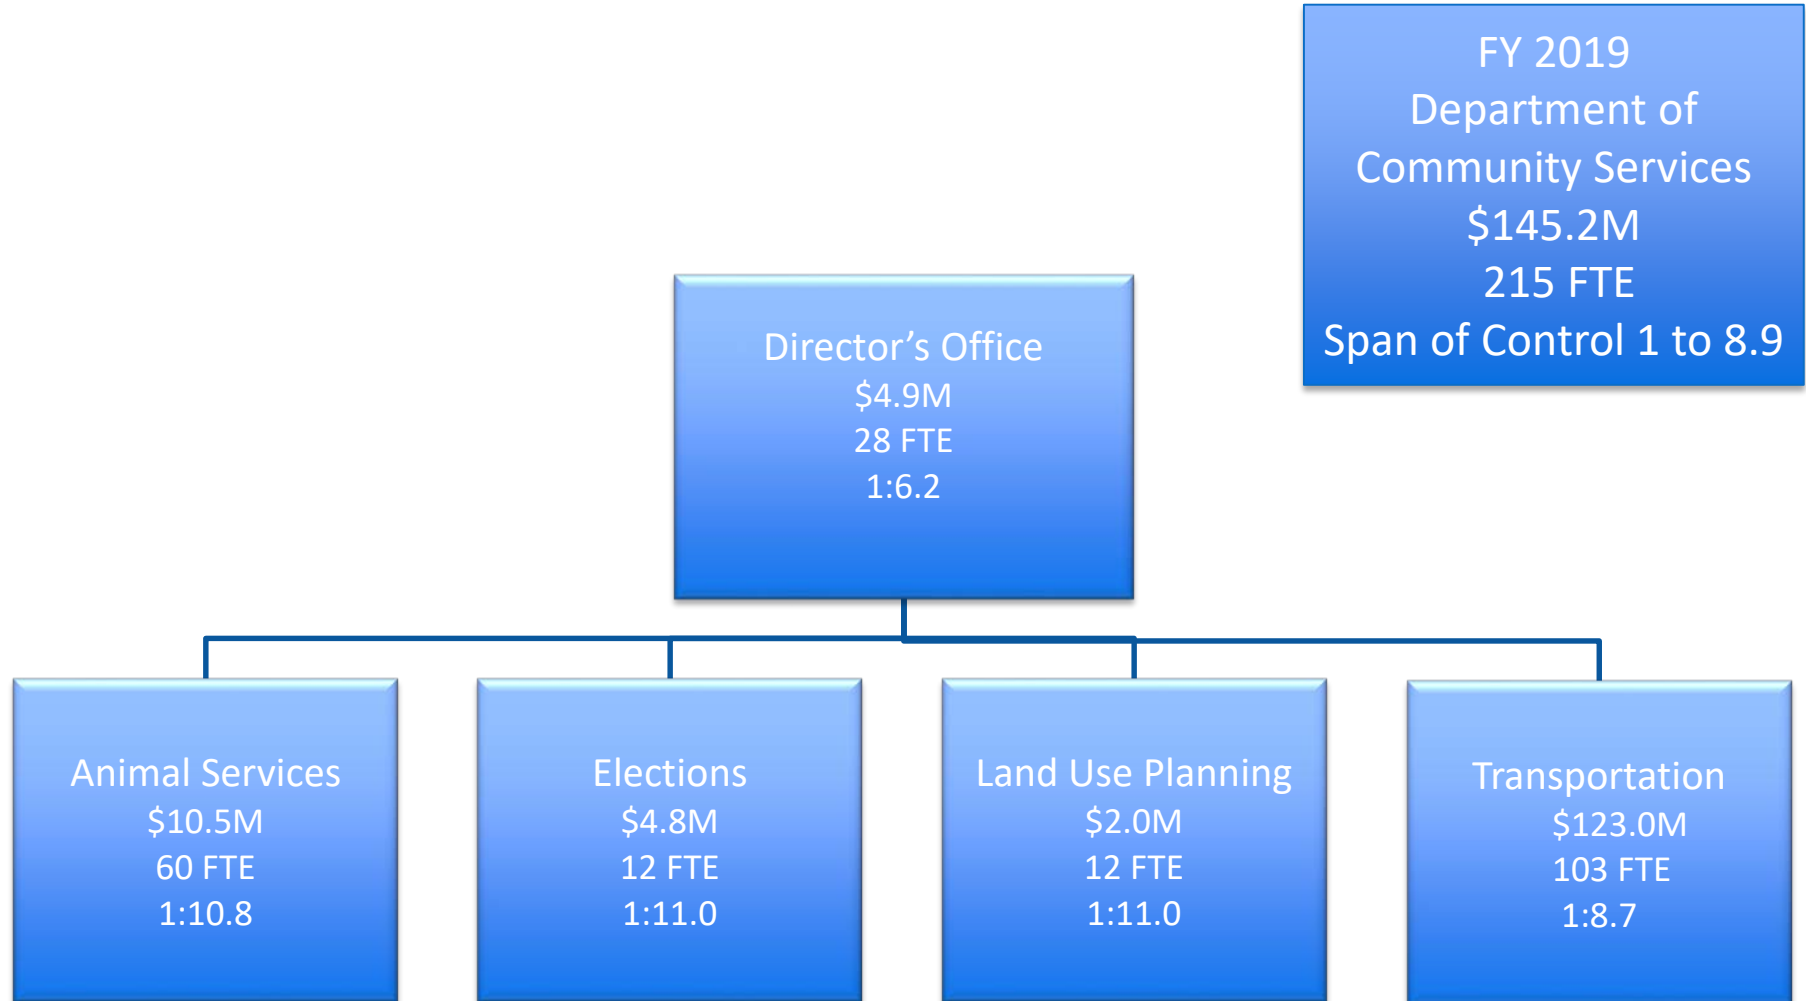 FY 2019
Department of
Community Services
$145.2M
215 FTE
Span of Control 1 to 8.9
Director’s Office
$4.9M
28 FTE
1:6.2
Animal Services
$10.5M
60 FTE
1:10.8
Elections
$4.8M
12 FTE
1:11.0
Land Use Planning
$2.0M
12 FTE
1:11.0
Transportation
$123.0M
103 FTE
1:8.7